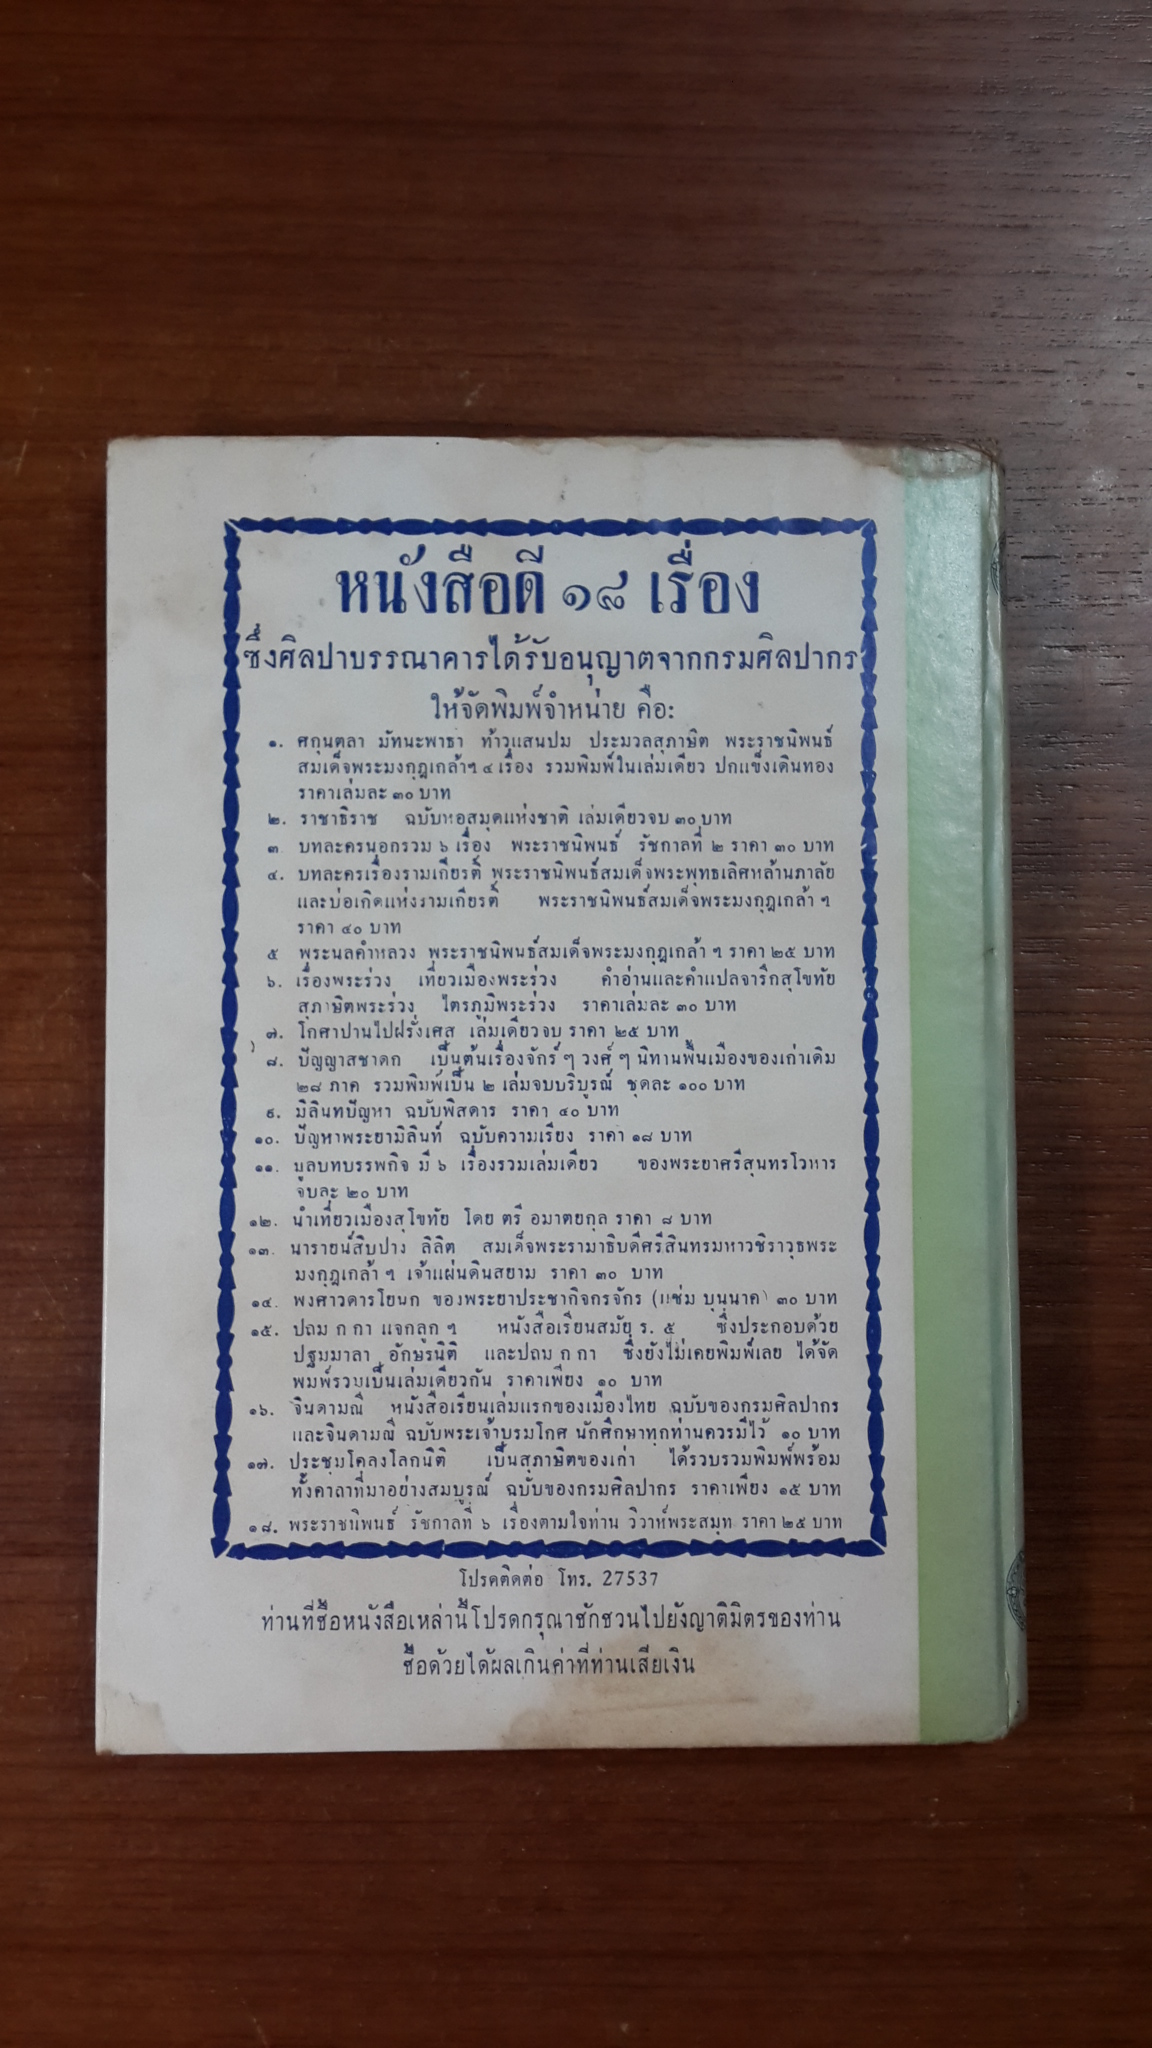 หนังสือดี ๑๘ เรื่อง
ซึ่งศิลปาบรรณาคารได้รับอนุญาตจากกรมศิลปากร
ให้จัดพิมพ์จำหน่าย คือ:
๑. ศกุนตลา มัทนะพาธา ท้าวแสนปม ประมวลสุภาษิต พระราชนิพนธ์
สมเด็จพระมงกุฎเกล้าฯ ๔ เรื่อง รวมพิมพ์ในเล่มเดียว ปกแข็งเดินทอง
ราคาเล่มละ ๓๐ บาท
๒. ราชาธิราช ฉบับหอสมุดแห่งชาติ เล่มเดียวจบ ๓๐ บาท
๓. บทละครนอกรวม ๖ เรื่อง พระราชนิพนธ์ รัชกาลที่ ๒ ราคา ๓๐ บาท
๔. บทละครเรื่องรามเกียรติ์ พระราชนิพนธ์สมเด็จพระพุทธเลิศหล้านภาลัย
และบ่อเกิดแห่งรามเกียรติ์ พระราชนิพนธ์สมเด็จพระมงกุฎเกล้า ฯ
ราคา ๔๐ บาท
๕ พระนลคำหลวง พระราชนิพนธ์สมเด็จพระมงกุฎเกล้า ฯ ราคา ๒๕ บาท
๖. เรื่องพระร่วง เที่ยวเมืองพระร่วง คำอ่านและคำแปลจารึกสุโขทัย
สุภาษิตพระร่วง ไตรภูมิพระร่วง ราคาเล่มละ ๓๐ บาท
๗. โกศาปานไปฝรั่งเศส เล่มเดียวจบ ราคา ๒๕ บาท
๘. ปัญญาสชาดก เป็นต้นเรื่องจักร์ ๆ วงศ์ ๆ นิทานพื้นเมืองของเก่าเดิม
๒๘ ภาค รวมพิมพ์เป็น ๒ เล่มจบบริบูรณ์ ชุดละ ๑๐๐ บาท
๙. มิลินทปัญหา ฉบับพิสดาร ราคา ๔๐ บาท
๑๐. ปัญหาพระยามิลินท์ ฉบับความเรียง ราคา ๑๘ บาท
๑๑. มูลบทบรรพกิจ มี ๖ เรื่องรวมเล่มเดียว ของพระยาศรีสุนทรโวหาร
จบละ ๒๐ บาท
๑๒. นำเที่ยวเมืองสุโขทัย โดย ตรี อมาตยกุล ราคา ๘ บาท
๑๓. นารายน์สิบปาง ลิลิต สมเด็จพระรามาธิบดีศรีสินทรมหาวชิราวุธพระ
มงกุฎเกล้า ฯ เจ้าแผ่นดินสยาม ราคา ๓๐ บาท
๑๔. พงศาวดารโยนก ของพระยาประชากิจกรจักร (แช่ม บุนนาค) ๓๐ บาท
๑๕. ปถม ก กา แจกลูก ฯ หนังสือเรียนสมัย ร. ๕ ซึ่งประกอบด้วย
ปฐมมาลา อักษรนิติ และปถม ก กา ซึ่งยังไม่เคยพิมพ์เลย ได้จัด
พิมพ์รวมเป็นเล่มเดียวกัน ราคาเพียง ๑๐ บาท
๑๖. จินดามณี หนังสือเรียนเล่มแรกของเมืองไทย ฉบับของกรมศิลปากร
และจินดามณี ฉบับพระเจ้าบรมโกศ นักศึกษาทุกท่านควรมีไว้ ๑๐ บาท
๑๗. ประชุมโคลงโลกนิติ เป็นสุภาษิตของเก่า ได้รวบรวมพิมพ์พร้อม
ทั้งคาถาที่มาอย่างสมบูรณ์ ฉบับของกรมศิลปากร ราคาเพียง ๑๕ บาท
๑๘. พระราชนิพนธ์ รัชกาลที่ ๖ เรื่องตามใจท่าน วิวาห์พระสมุท ราคา ๒๕ บาท
โปรดติดต่อ โทร. 27537
ท่านที่ซื้อหนังสือเหล่านี้โปรดกรุณาชักชวนไปยังญาติมิตรของท่าน
ซื้อด้วยได้ผลเกินค่าที่ท่านเสียเงิน